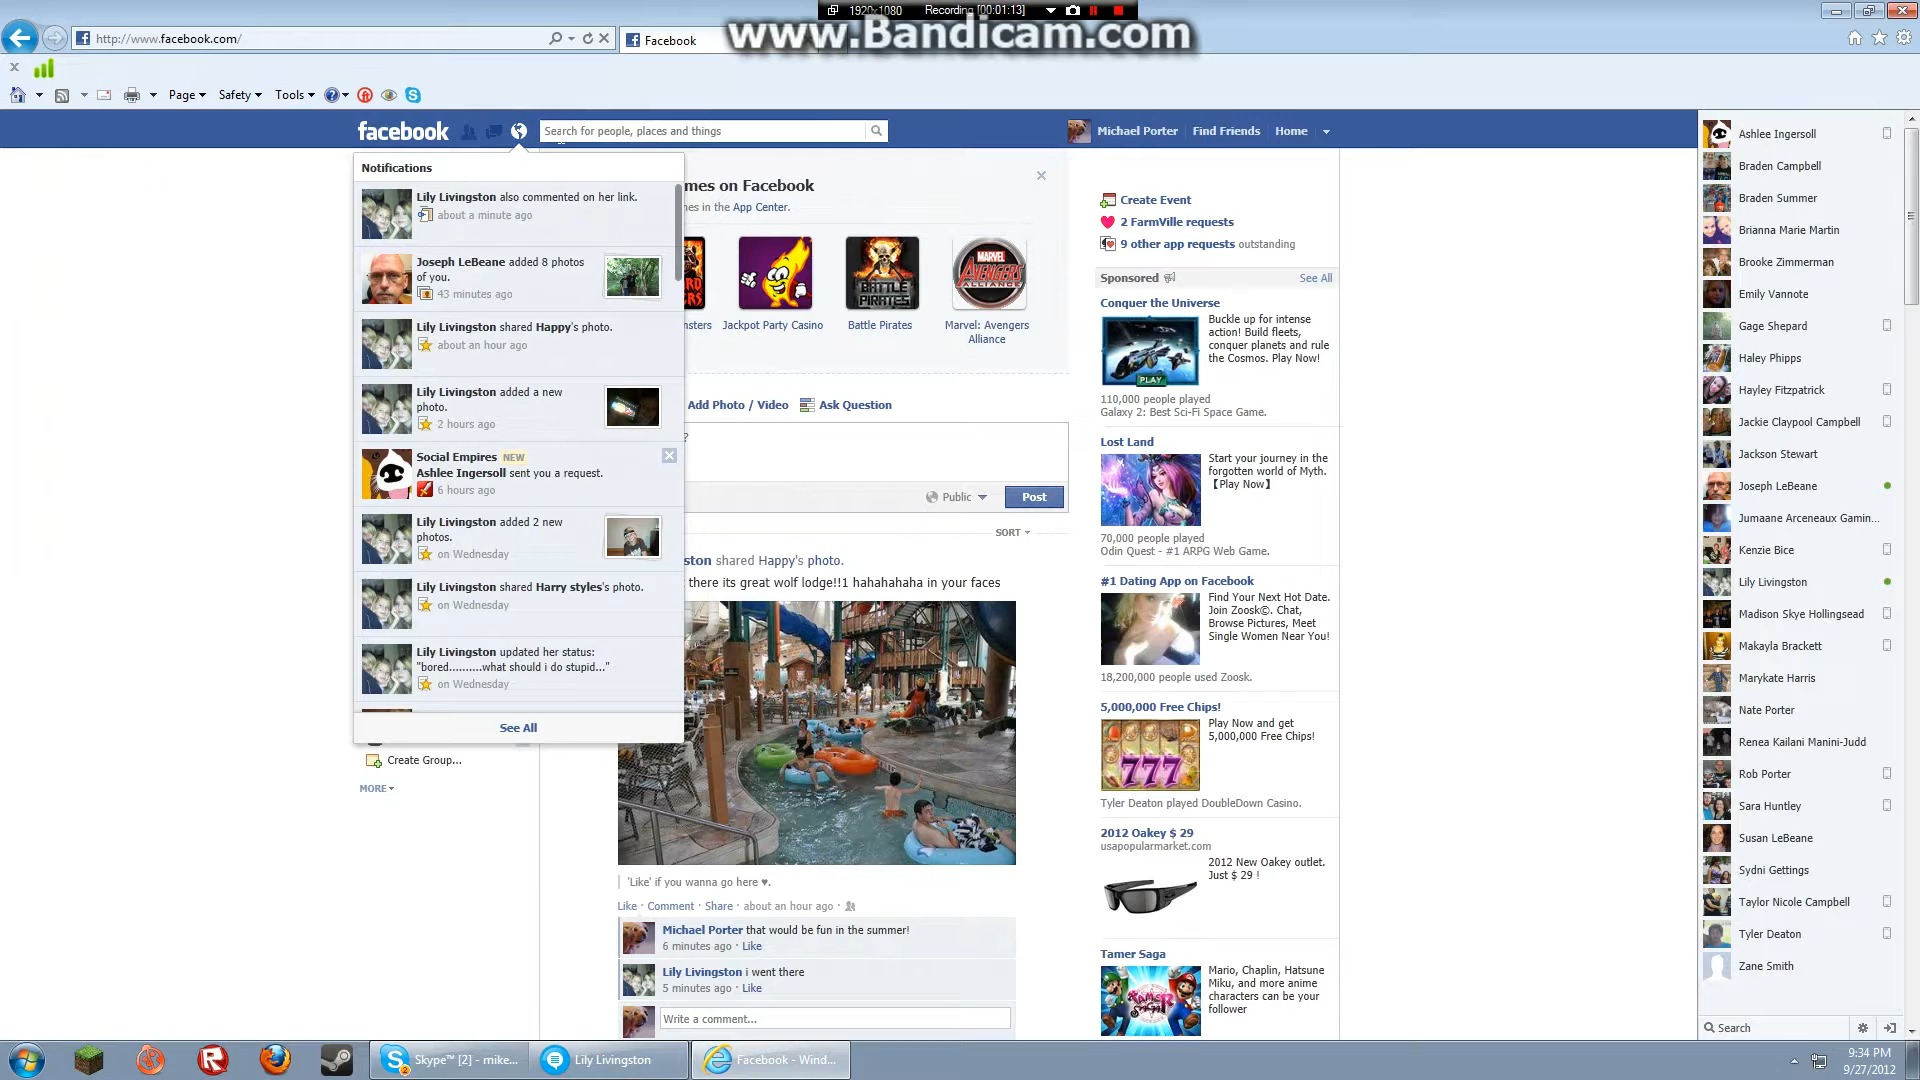 1920x1080 Recording [00:01:13]
www.Bandicam.com
http://www.facebook.com/
Facebook
Page Safety Tools
facebook
Search for people, places and things
Michael Porter Find Friends Home
Notifications
Lily Livingston also commented on her link.
about a minute ago
Joseph LeBeane added 8 photos
of you.
43 minutes ago
Lily Livingston shared Happy's photo.
about an hour ago
Lily Livingston added a new
photo.
2 hours ago
Social Empires NEW
Ashlee Ingersoll sent you a request.
6 hours ago
Lily Livingston added 2 new
photos.
on Wednesday
Lily Livingston shared Harry styles's photo.
on Wednesday
Lily Livingston updated her status:
"bored..........what should i do stupid..."
on Wednesday
See All
Create Group...
MORE
mes on Facebook
mes in the App Center.
BATTLE PIRATES
MARVEL AVENGERS ALLIANCE
nsters
Jackpot Party Casino
Battle Pirates
Marvel: Avengers
Alliance
Add Photo / Video Ask Question
?
Public Post
SORT
ston shared Happy's photo.
there its great wolf lodge!!1 hahahahaha in your faces
'Like' if you wanna go here ♥.
Like · Comment · Share · about an hour ago ·
Michael Porter that would be fun in the summer!
6 minutes ago · Like
Lily Livingston i went there
5 minutes ago · Like
Write a comment...
Create Event
2 FarmVille requests
9 other app requests outstanding
Sponsored See All
Conquer the Universe
Buckle up for intense
action! Build fleets,
conquer planets and rule
the Cosmos. Play Now!
PLAY
110,000 people played
Galaxy 2: Best Sci-Fi Space Game.
Lost Land
Start your journey in the
forgotten world of Myth.
【Play Now】
70,000 people played
Odin Quest - #1 ARPG Web Game.
#1 Dating App on Facebook
Find Your Next Hot Date.
Join Zoosk©. Chat,
Browse Pictures, Meet
Single Women Near You!
18,200,000 people used Zoosk.
5,000,000 Free Chips!
Play Now and get
5,000,000 Free Chips!
777
Tyler Deaton played DoubleDown Casino.
2012 Oakey $ 29
usapopularmarket.com
2012 New Oakey outlet.
Just $ 29 !
Tamer Saga
Mario, Chaplin, Hatsune
Miku, and more anime
characters can be your
follower
Ashlee Ingersoll
Braden Campbell
Braden Summer
Brianna Marie Martin
Brooke Zimmerman
Emily Vannote
Gage Shepard
Haley Phipps
Hayley Fitzpatrick
Jackie Claypool Campbell
Jackson Stewart
Joseph LeBeane
Jumaane Arceneaux Gamin...
Kenzie Bice
Lily Livingston
Madison Skye Hollingsead
Makayla Brackett
Marykate Harris
Nate Porter
Renea Kailani Manini-Judd
Rob Porter
Sara Huntley
Susan LeBeane
Sydni Gettings
Taylor Nicole Campbell
Tyler Deaton
Zane Smith
Search
Skype™ [2] - mike...
Lily Livingston
Facebook - Wind...
9:34 PM
9/27/2012